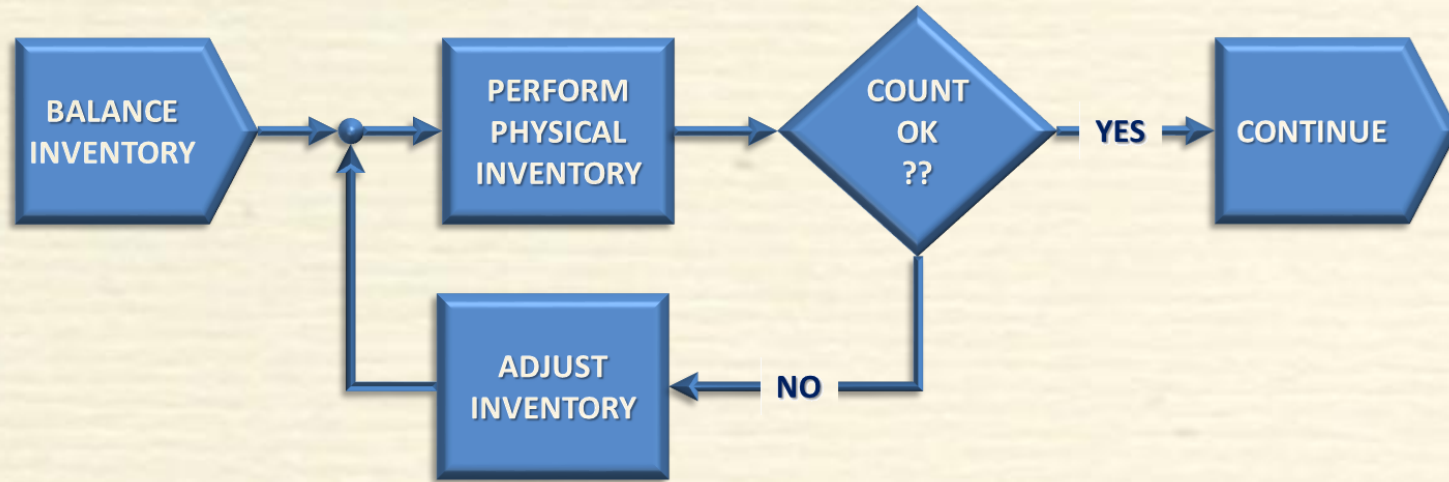 BALANCE
INVENTORY
PERFORM
PHYSICAL
INVENTORY
COUNT
OK
??
YES
CONTINUE
NO
ADJUST
INVENTORY